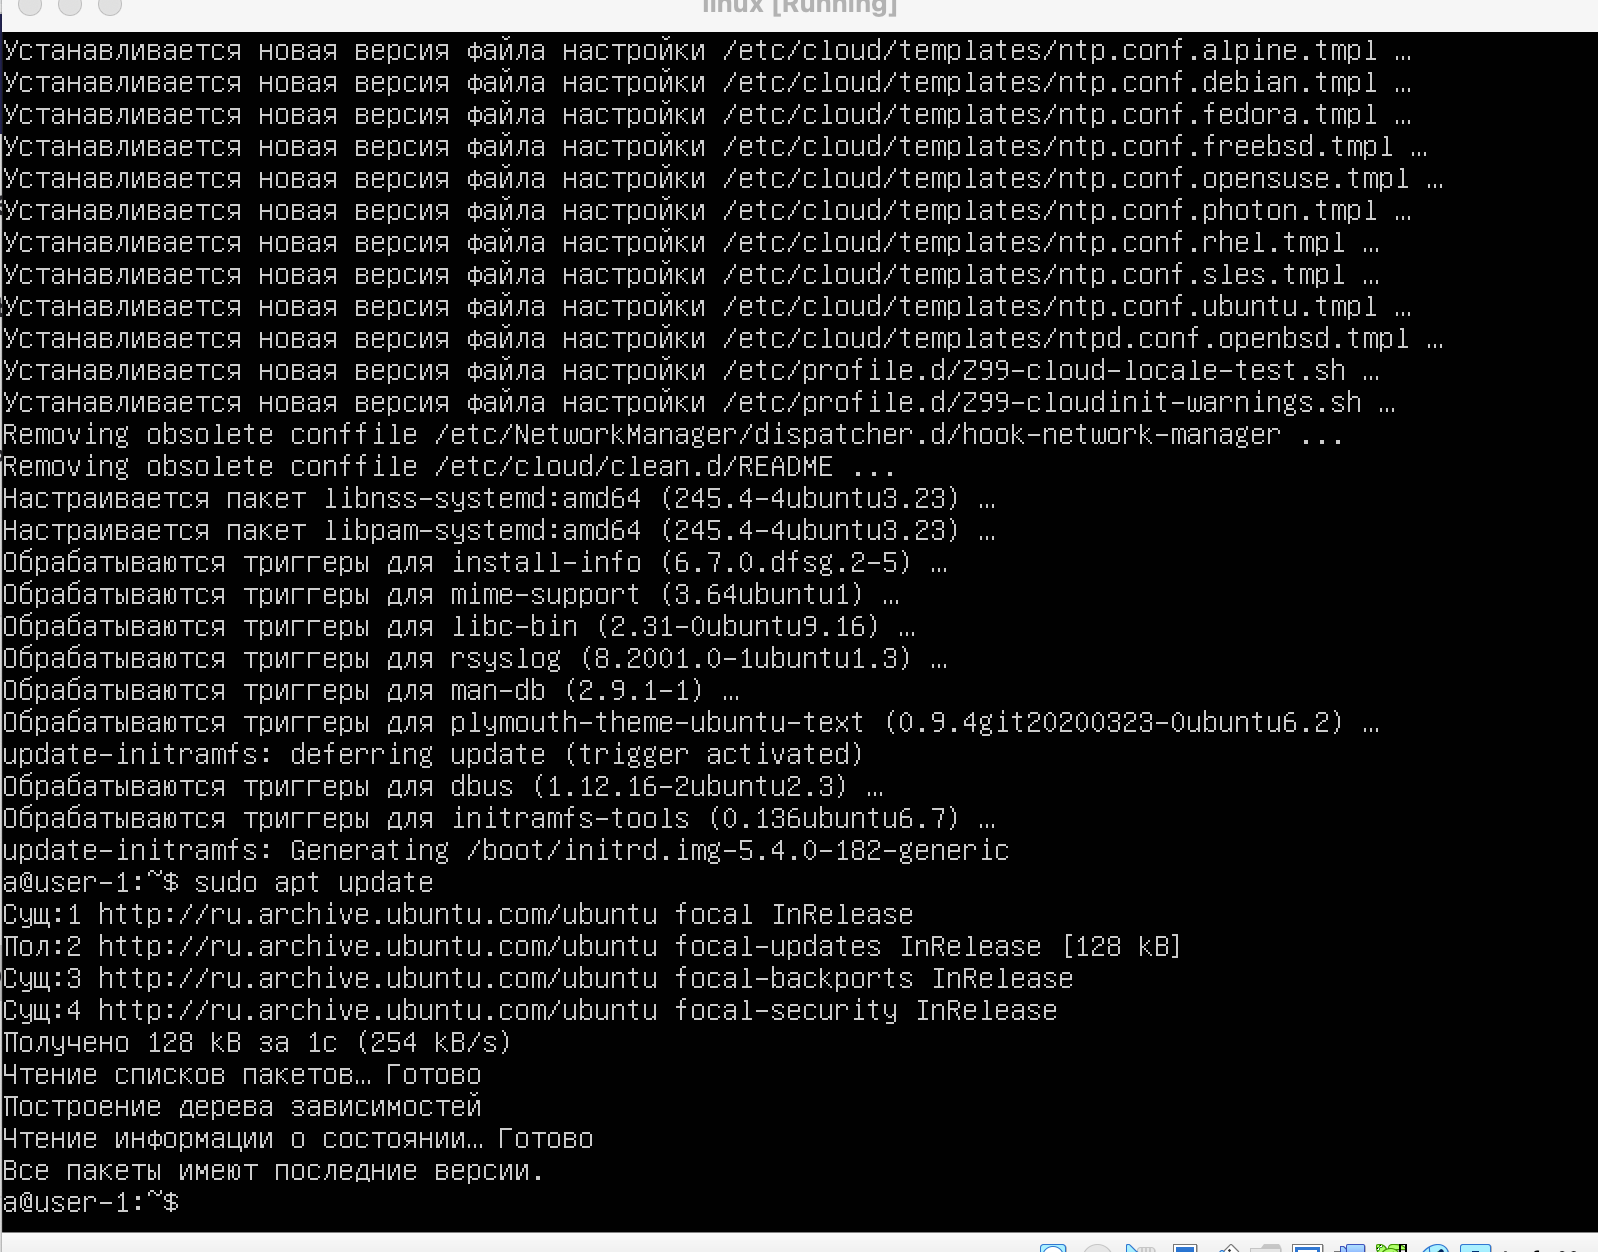 linux [Running]
Устанавливается новая версия файла настройки /etc/cloud/templates/ntp.conf.alpine.tmpl …
Устанавливается новая версия файла настройки /etc/cloud/templates/ntp.conf.debian.tmpl …
Устанавливается новая версия файла настройки /etc/cloud/templates/ntp.conf.fedora.tmpl …
Устанавливается новая версия файла настройки /etc/cloud/templates/ntp.conf.freebsd.tmpl …
Устанавливается новая версия файла настройки /etc/cloud/templates/ntp.conf.opensuse.tmpl …
Устанавливается новая версия файла настройки /etc/cloud/templates/ntp.conf.photon.tmpl …
Устанавливается новая версия файла настройки /etc/cloud/templates/ntp.conf.rhel.tmpl …
Устанавливается новая версия файла настройки /etc/cloud/templates/ntp.conf.sles.tmpl …
Устанавливается новая версия файла настройки /etc/cloud/templates/ntp.conf.ubuntu.tmpl …
Устанавливается новая версия файла настройки /etc/cloud/templates/ntpd.conf.openbsd.tmpl …
Устанавливается новая версия файла настройки /etc/profile.d/Z99-cloud-locale-test.sh …
Устанавливается новая версия файла настройки /etc/profile.d/Z99-cloudinit-warnings.sh …
Removing obsolete conffile /etc/NetworkManager/dispatcher.d/hook-network-manager ...
Removing obsolete conffile /etc/cloud/clean.d/README ...
Настраивается пакет libnss-systemd:amd64 (245.4-4ubuntu3.23) …
Настраивается пакет libpam-systemd:amd64 (245.4-4ubuntu3.23) …
Обрабатываются триггеры для install-info (6.7.0.dfsg.2-5) …
Обрабатываются триггеры для mime-support (3.64ubuntu1) …
Обрабатываются триггеры для libc-bin (2.31-0ubuntu9.16) …
Обрабатываются триггеры для rsyslog (8.2001.0-1ubuntu1.3) …
Обрабатываются триггеры для man-db (2.9.1-1) …
Обрабатываются триггеры для plymouth-theme-ubuntu-text (0.9.4git20200323-0ubuntu6.2) …
update-initramfs: deferring update (trigger activated)
Обрабатываются триггеры для dbus (1.12.16-2ubuntu2.3) …
Обрабатываются триггеры для initramfs-tools (0.136ubuntu6.7) …
update-initramfs: Generating /boot/initrd.img-5.4.0-182-generic
a@user-1:~$ sudo apt update
Сущ:1 http://ru.archive.ubuntu.com/ubuntu focal InRelease
Пол:2 http://ru.archive.ubuntu.com/ubuntu focal-updates InRelease [128 kB]
Сущ:3 http://ru.archive.ubuntu.com/ubuntu focal-backports InRelease
Сущ:4 http://ru.archive.ubuntu.com/ubuntu focal-security InRelease
Получено 128 kB за 1с (254 kB/s)
Чтение списков пакетов… Готово
Построение дерева зависимостей
Чтение информации о состоянии… Готово
Все пакеты имеют последние версии.
a@user-1:~$